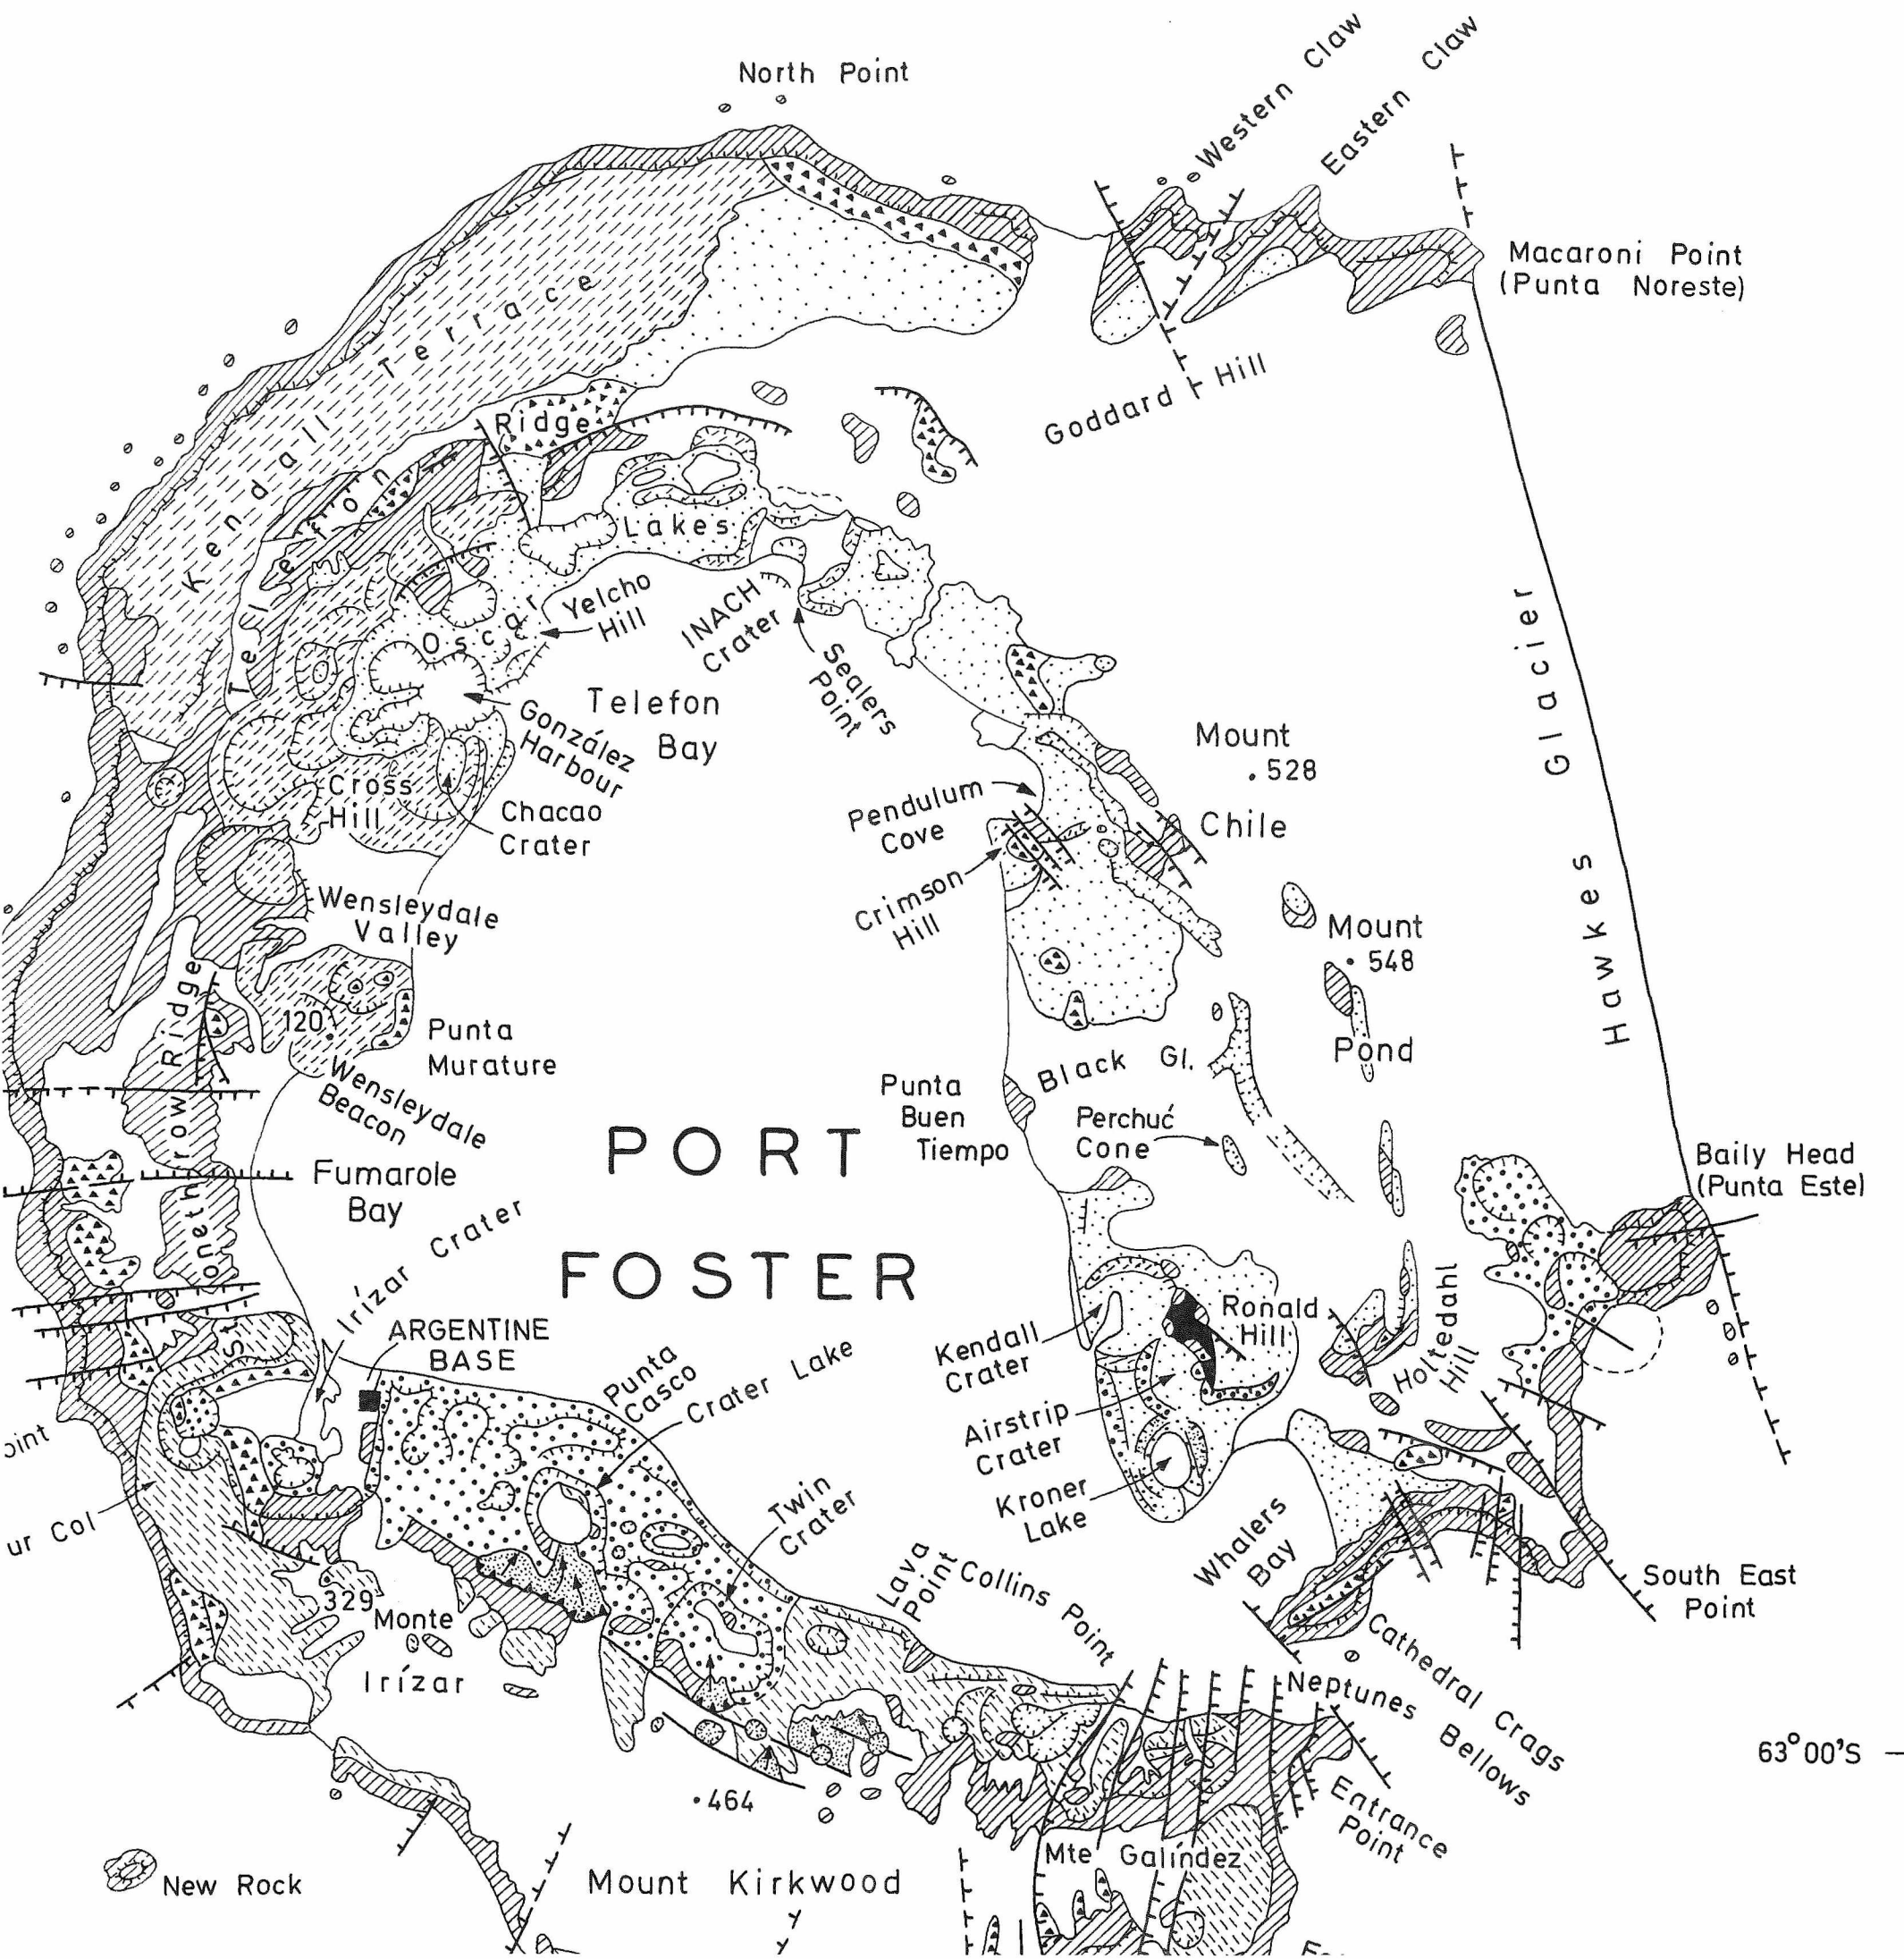 North Point
Western Claw
Eastern Claw
Macaroni Point
(Punta Noreste)
Kendall Terrace
Goddard Hill
Telefon Ridge
Lakes
Oscar
Yelcho
Hill
INACH
Crater
Sealers
Point
Telefon
Bay
González
Harbour
Cross
Hill
Chacao
Crater
Mount
.528
Chile
Pendulum
Cove
Crimson
Hill
Hawkes Glacier
Wensleydale
Valley
Mount
.548
Pond
120
Punta
Murature
Wensleydale
Beacon
Stonethrow Ridge
Black Gl.
Punta
Buen
Tiempo
Perchuć
Cone
PORT
FOSTER
Fumarole
Bay
Baily Head
(Punta Este)
Irízar Crater
ARGENTINE
BASE
Punta
Casco
Crater Lake
Kendall
Crater
Ronald
Hill
Holtedahl
Hill
Airstrip
Crater
Kroner
Lake
oint
ur Col
Twin
Crater
Whalers
Bay
South East
Point
Lava
Point
Collins Point
329
Monte
Irízar
Cathedral Crags
Neptunes Bellows
63°00'S
Entrance
Point
.464
Mte Galíndez
New Rock
Mount Kirkwood